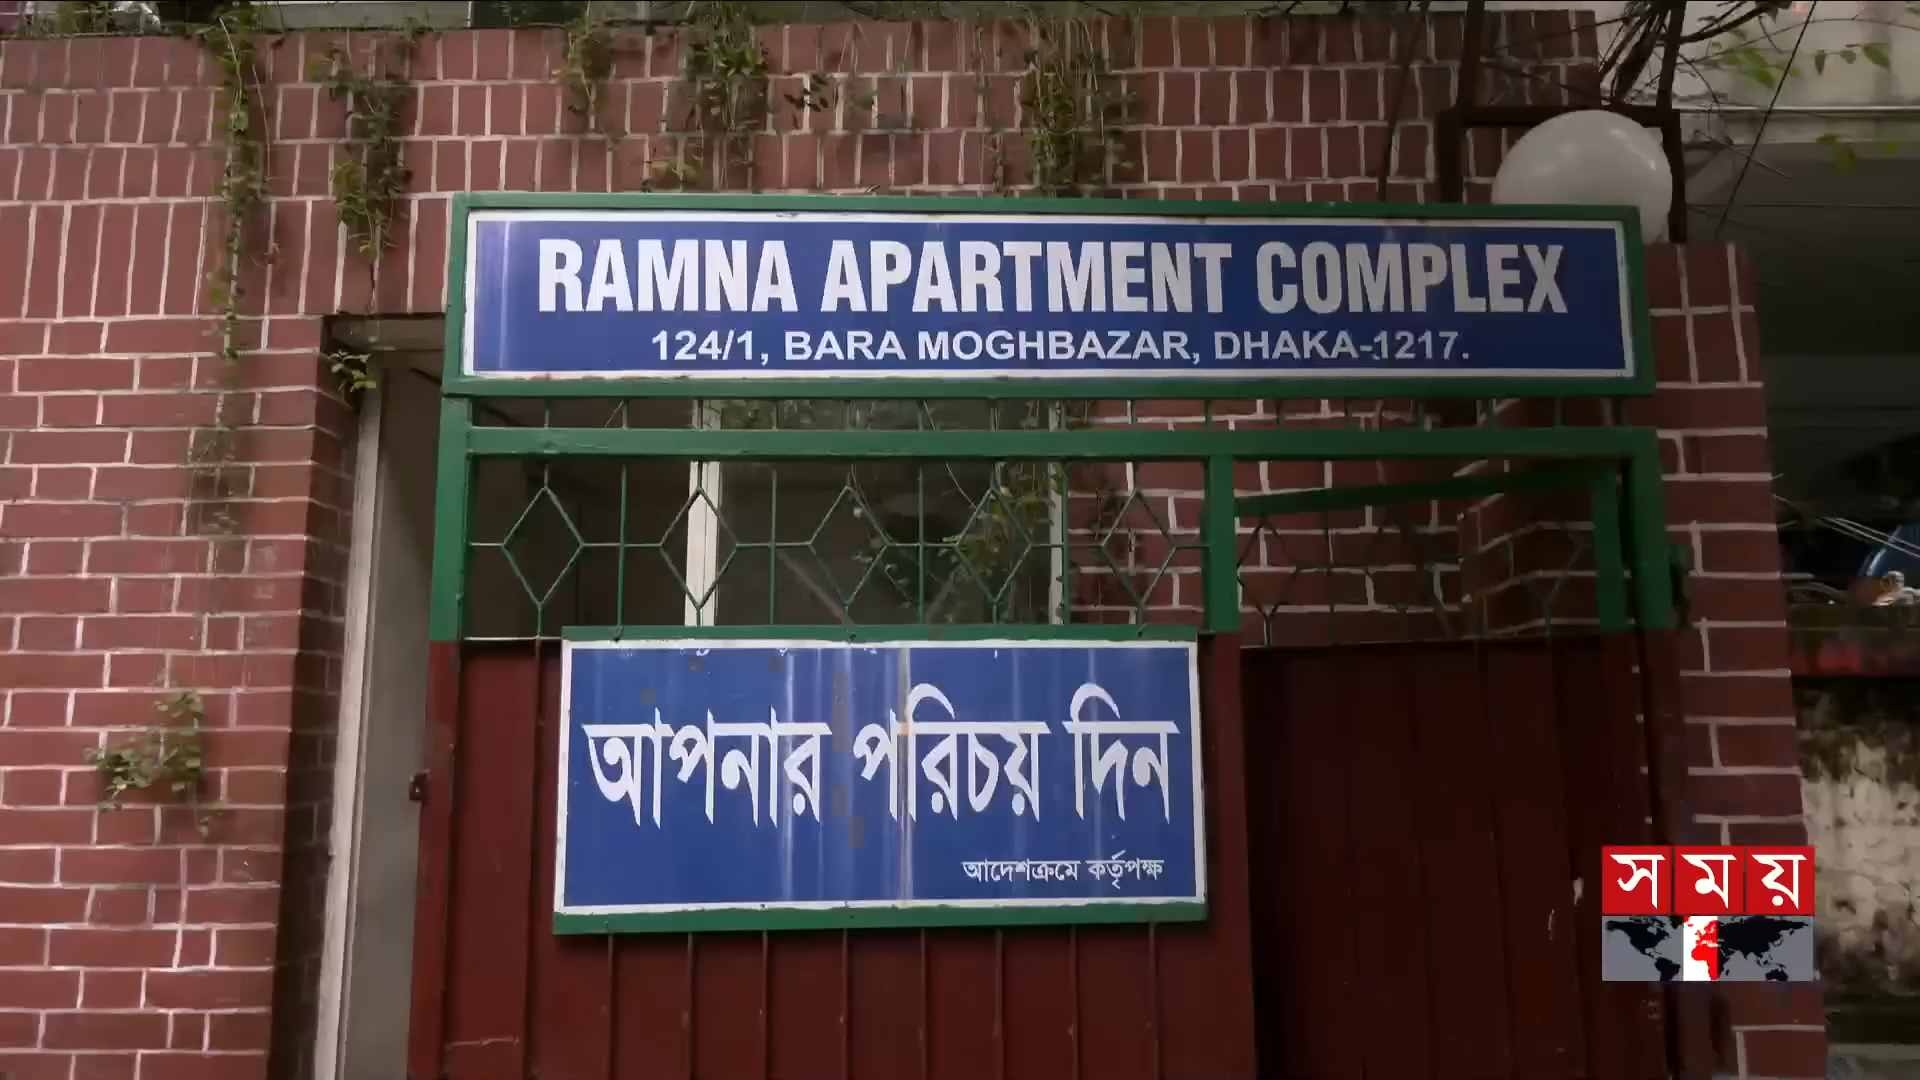 RAMNA APARTMENT COMPLEX
124/1, BARA MOGHBAZAR, DHAKA-1217.
আপনার পরিচয় দিন
আদেশক্রমে কর্তৃপক্ষ
সময়